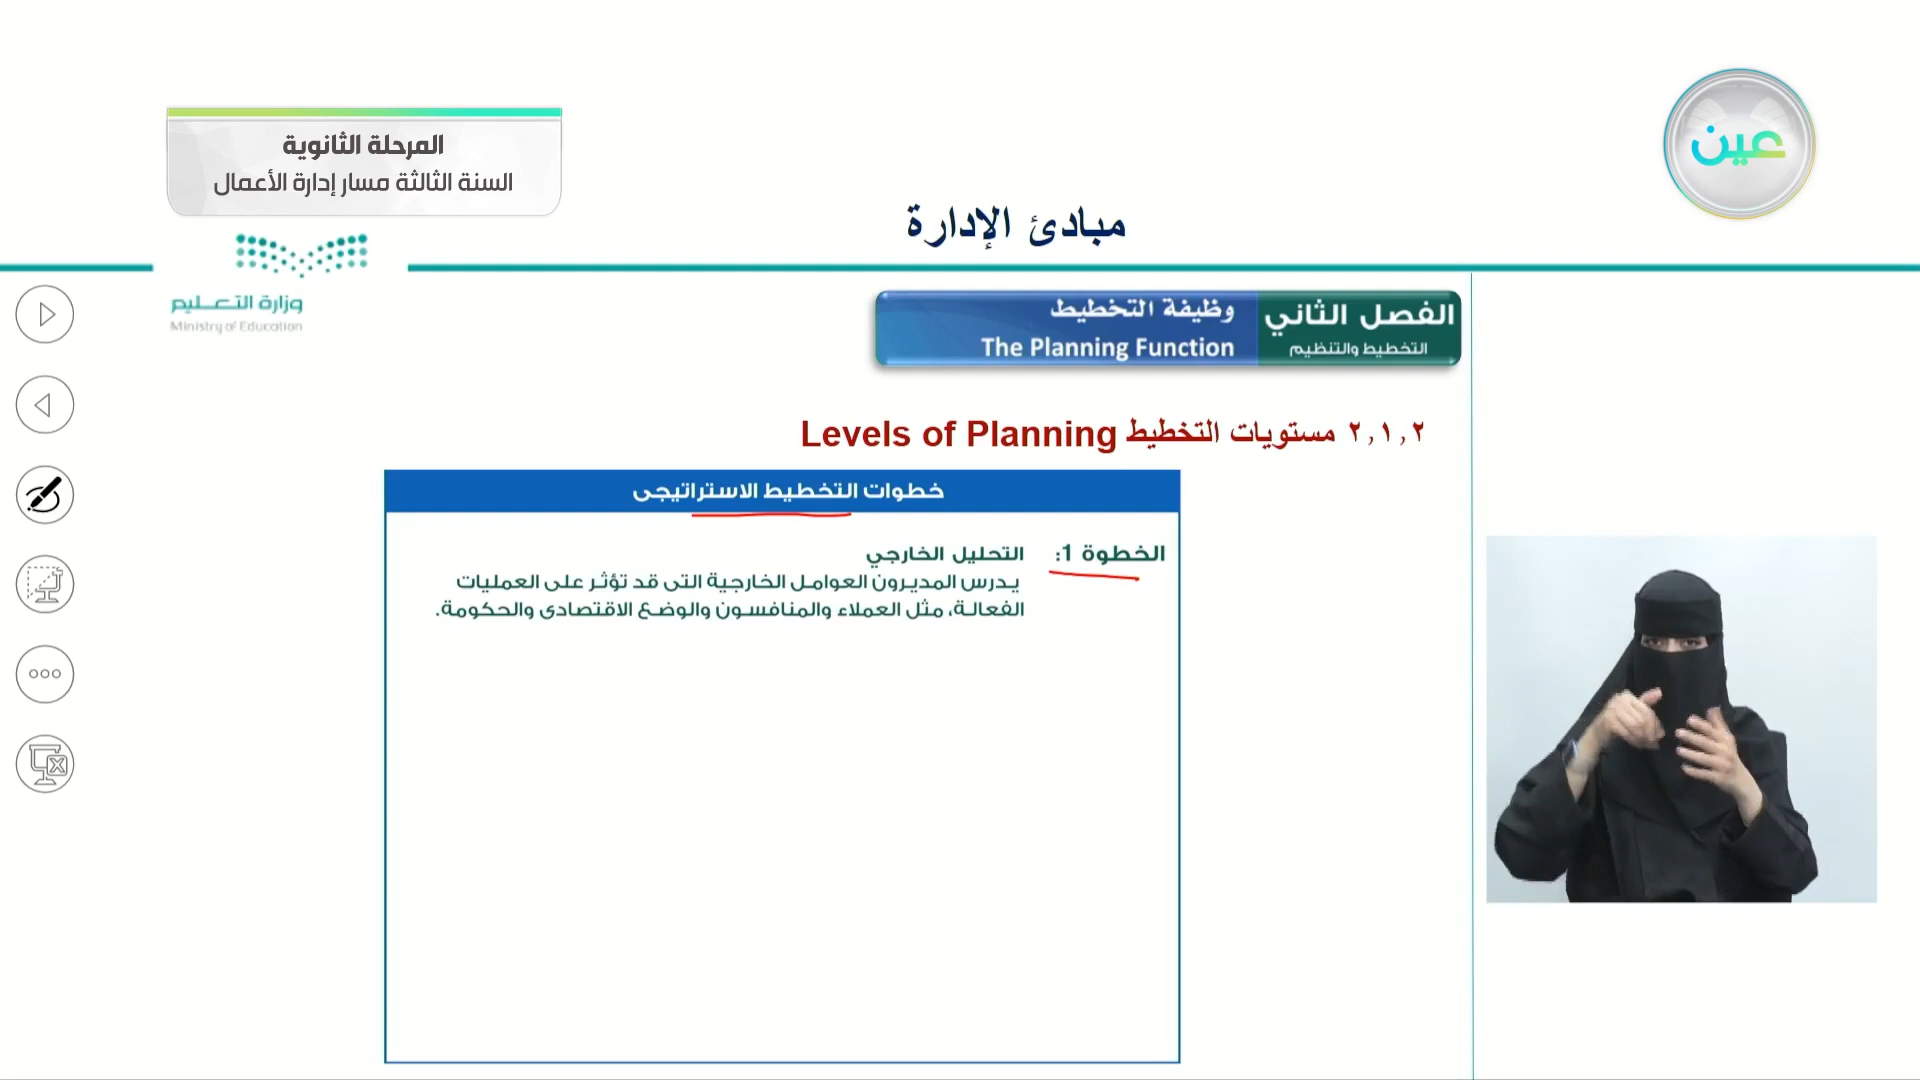 عين
المرحلة الثانوية
السنة الثالثة مسار إدارة الأعمال
مبادئ الإدارة
وزارة التعليم
Ministry of Education
الفصل الثاني
التخطيط والتنظيم
وظيفة التخطيط
The Planning Function
٢,١,٢ مستويات التخطيط Levels of Planning
خطوات التخطيط الاستراتيجى
الخطوة 1: التحليل الخارجي
يدرس المديرون العوامل الخارجية التى قد تؤثر على العمليات
الفعالة، مثل العملاء والمنافسون والوضع الاقتصادى والحكومة.